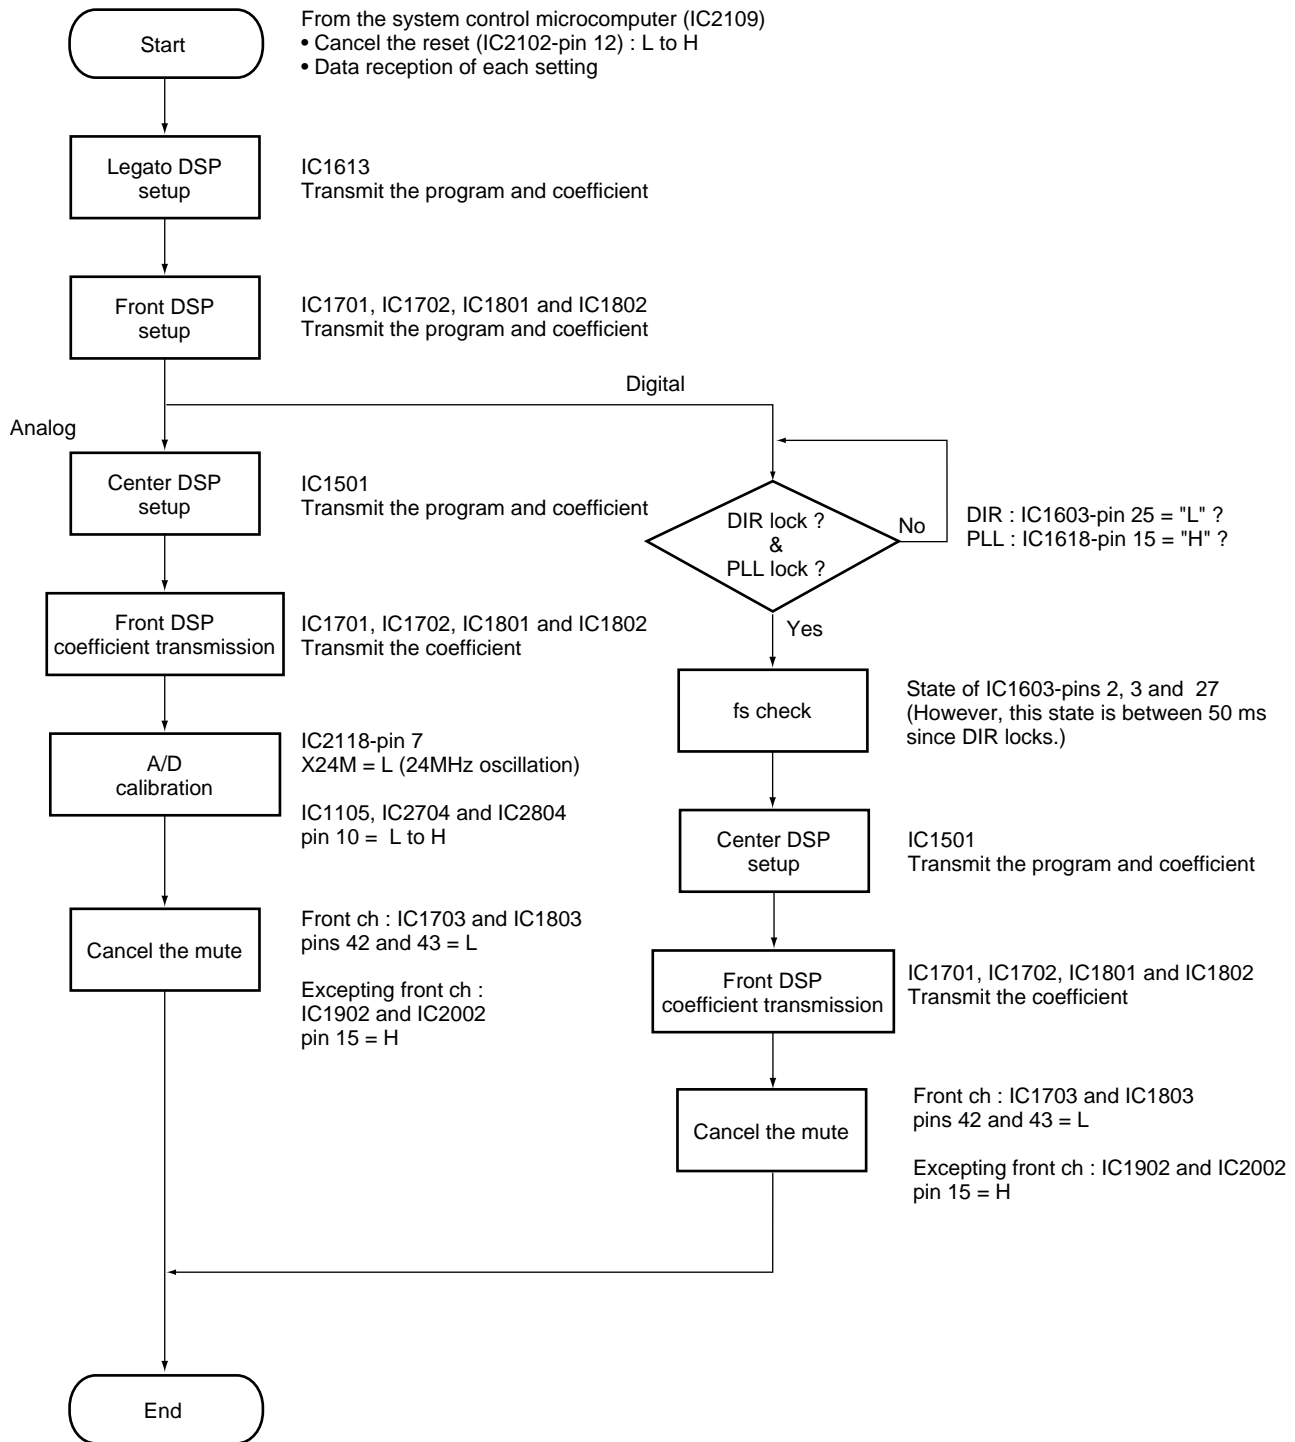 Start
From the system control microcomputer (IC2109)
• Cancel the reset (IC2102-pin 12) : L to H
• Data reception of each setting
Legato DSP
setup
IC1613
Transmit the program and coefficient
Front DSP
setup
IC1701, IC1702, IC1801 and IC1802
Transmit the program and coefficient
Digital
Analog
Center DSP
setup
IC1501
Transmit the program and coefficient
DIR lock ?
&
PLL lock ?
No
DIR : IC1603-pin 25 = "L" ?
PLL : IC1618-pin 15 = "H" ?
Yes
Front DSP
coefficient transmission
IC1701, IC1702, IC1801 and IC1802
Transmit the coefficient
fs check
State of IC1603-pins 2, 3 and 27
(However, this state is between 50 ms
since DIR locks.)
A/D
calibration
IC2118-pin 7
X24M = L (24MHz oscillation)
IC1105, IC2704 and IC2804
pin 10 = L to H
Center DSP
setup
IC1501
Transmit the program and coefficient
Cancel the mute
Front ch : IC1703 and IC1803
pins 42 and 43 = L
Excepting front ch :
IC1902 and IC2002
pin 15 = H
Front DSP
coefficient transmission
IC1701, IC1702, IC1801 and IC1802
Transmit the coefficient
Cancel the mute
Front ch : IC1703 and IC1803
pins 42 and 43 = L
Excepting front ch : IC1902 and IC2002
pin 15 = H
End